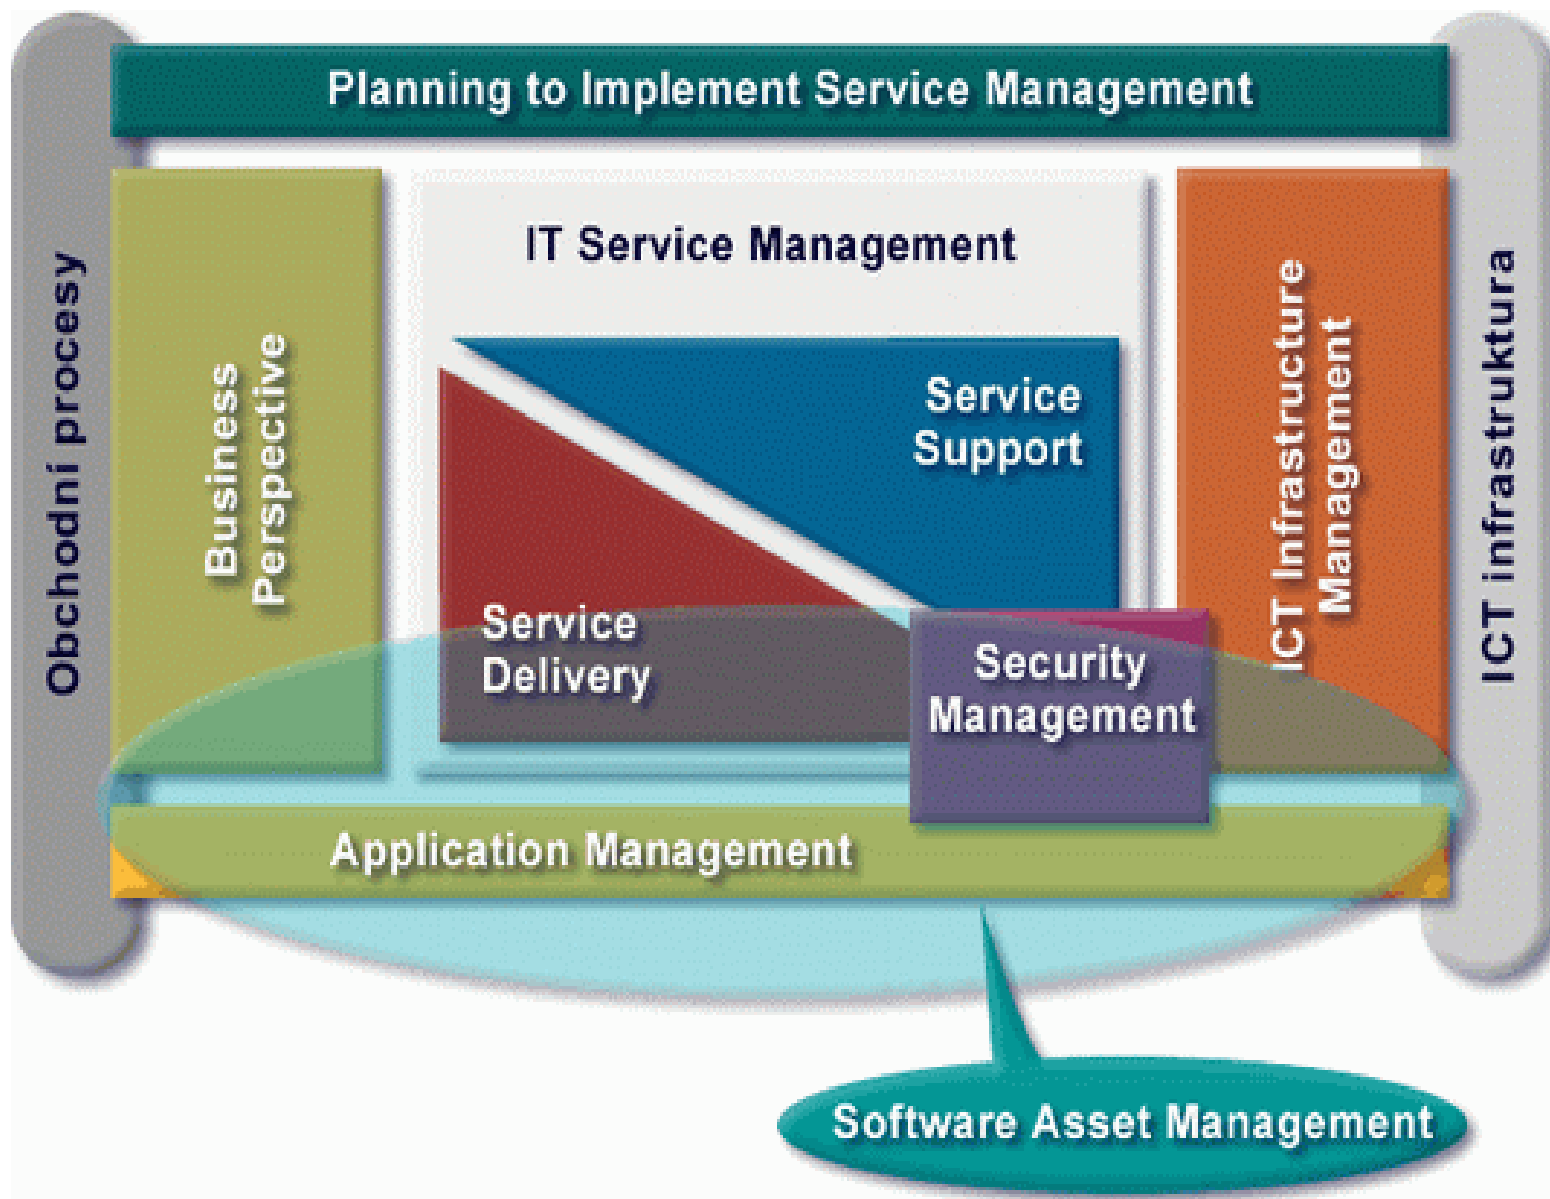 Planning to Implement Service Management
Obchodní procesy
Business
Perspective
IT Service Management
Service
Support
Service
Delivery
Security
Management
ICT Infrastructure
Management
ICT infrastruktura
Application Management
Software Asset Management